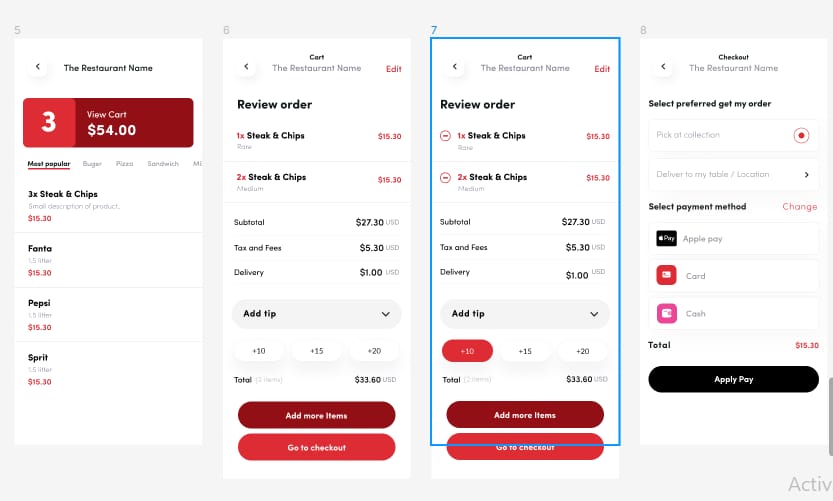 5
The Restaurant Name
3
View Cart
$54.00
Most popular Buger Pizza Sandwich Mi
3x Steak & Chips
Small description of product..
$15.30
Fanta
1.5 litter
$15.30
Pepsi
1.5 litter
$15.30
Sprit
1.5 litter
$15.30
6
Cart
The Restaurant Name
Edit
Review order
1x Steak & Chips $15.30
Rare
2x Steak & Chips $15.30
Medium
Subtotal $27.30 USD
Tax and Fees $5.30 USD
Delivery $1.00 USD
Add tip
+10 +15 +20
Total (2 items) $33.60 USD
Add more Items
Go to checkout
7
Cart
The Restaurant Name
Edit
Review order
1x Steak & Chips $15.30
Rare
2x Steak & Chips $15.30
Medium
Subtotal $27.30 USD
Tax and Fees $5.30 USD
Delivery $1.00 USD
Add tip
+10 +15 +20
Total (2 items) $33.60 USD
Add more Items
Go to checkout
8
Checkout
The Restaurant Name
Select preferred get my order
Pick at collection
Deliver to my table / Location
Select payment method Change
Pay Apple pay
Card
Cash
Total $15.30
Apply Pay
Activ